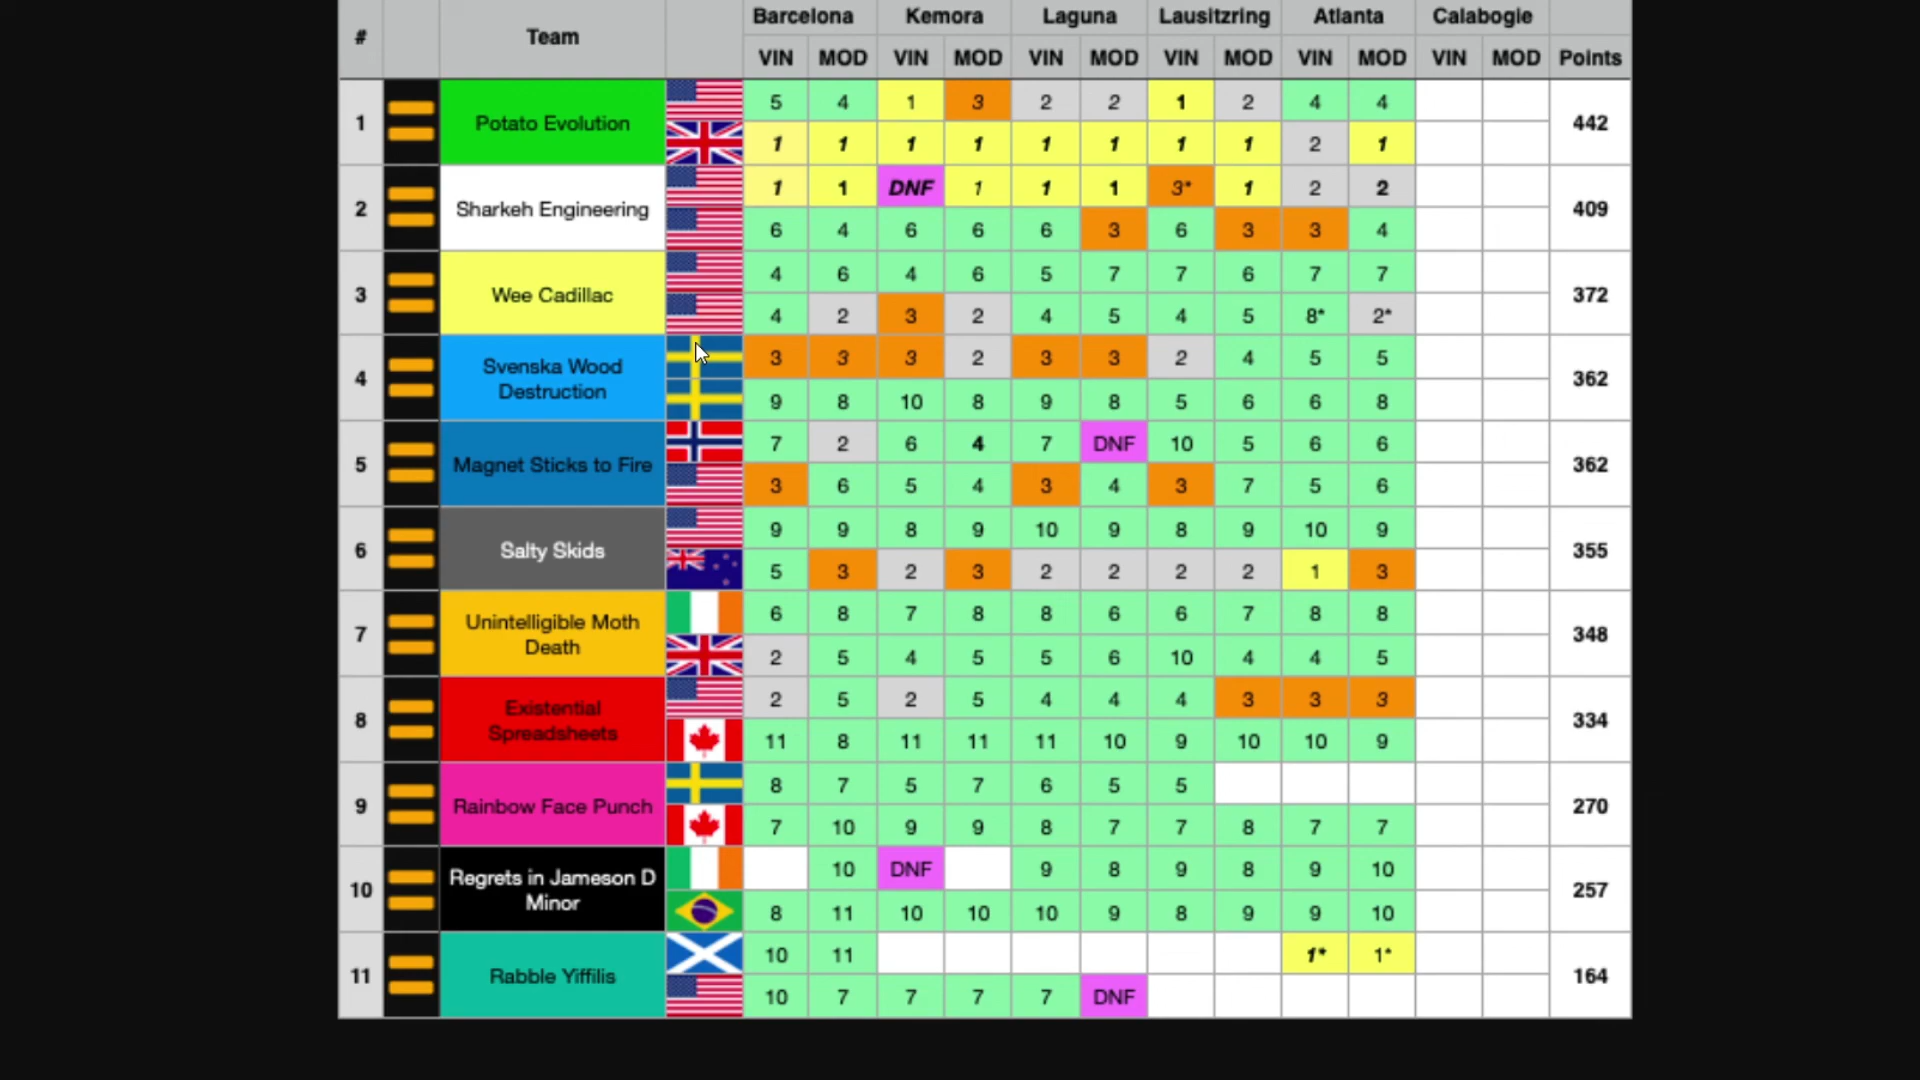 # Team Barcelona Kemora Laguna Lausitzring Atlanta Calabogie
VIN MOD VIN MOD VIN MOD VIN MOD VIN MOD VIN MOD Points
1 Potato Evolution 442
5 4 1 3 2 2 1 2 4 4
1 1 1 1 1 1 1 1 2 1
2 Sharkeh Engineering 409
1 1 DNF 1 1 1 3* 1 2 2
6 4 6 6 6 3 6 3 3 4
3 Wee Cadillac 372
4 6 4 6 5 7 7 6 7 7
4 2 3 2 4 5 4 5 8* 2*
4 Svenska Wood
Destruction 362
3 3 3 2 3 3 2 4 5 5
9 8 10 8 9 8 5 6 6 8
5 Magnet Sticks to Fire 362
7 2 6 4 7 DNF 10 5 6 6
3 6 5 4 3 4 3 7 5 6
6 Salty Skids 355
9 9 8 9 10 9 8 9 10 9
5 3 2 3 2 2 2 2 1 3
7 Unintelligible Moth
Death 348
6 8 7 8 8 6 6 7 8 8
2 5 4 5 5 6 10 4 4 5
8 Existential
Spreadsheets 334
2 5 2 5 4 4 4 3 3 3
11 8 11 11 11 10 9 10 10 9
9 Rainbow Face Punch 270
8 7 5 7 6 5 5
7 10 9 9 8 7 7 8 7 7
10 Regrets in Jameson D
Minor 257
10 DNF 9 8 9 8 9 10
8 11 10 10 10 9 8 9 9 10
11 Rabble Yiffilis 164
10 11 1* 1*
10 7 7 7 7 DNF